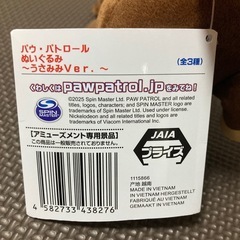 パウ・パトロール
ぬいぐるみ
〜うさみみVer.〜
(全3種)
くわしくはpawpatrol.jpをみてね!
SPIN
MASTER
©2025 Spin Master Ltd. PAW PATROL and all related
titles, logos, characters; and SPIN MASTER logo
are trademarks of Spin Master Ltd. Used under
license. Nickelodeon and all related titles and
logos are trademarks of Viacom International Inc.
【アミューズメント専用景品】
この商品は一般販売されておりません
JAIA
プライズ
1115866
产地 越南
MADE IN VIETNAM
IN VIETNAM HERGESTELLT
FABRIQUÉ AU VIETNAM
GEMAAKT IN VIETNAM
4 582733 438276